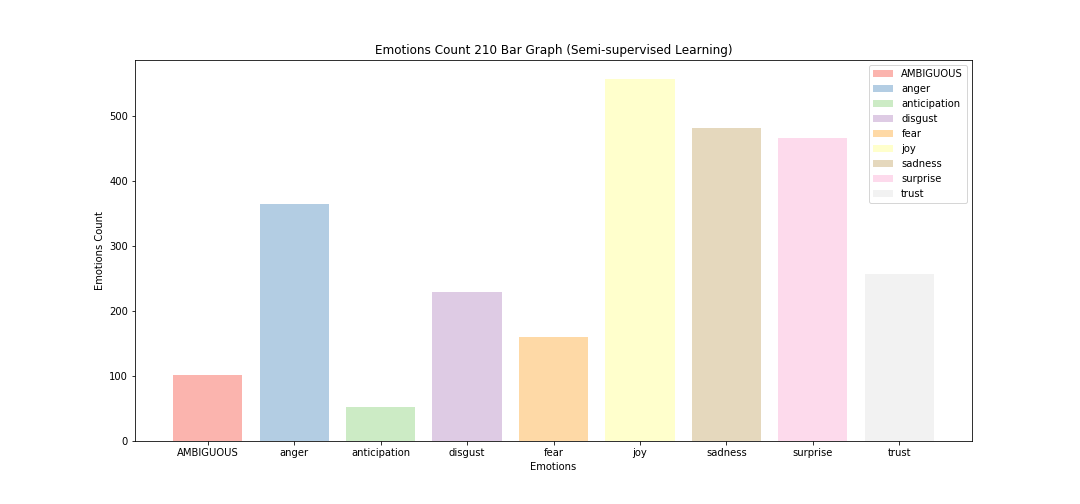 Emotions Count 210 Bar Graph (Semi-supervised Learning)
AMBIGUOUS
anger
anticipation
disgust
fear
joy
sadness
surprise
trust
500
400
300
200
100
0
Emotions Count
AMBIGUOUS anger anticipation disgust fear joy sadness surprise trust
Emotions